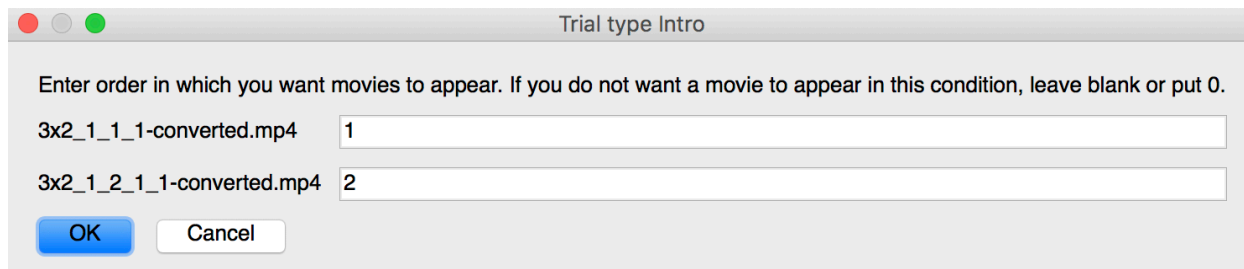 Trial type Intro
Enter order in which you want movies to appear. If you do not want a movie to appear in this condition, leave blank or put 0.
3x2_1_1_1-converted.mp4 1
3x2_1_2_1_1-converted.mp4 2
OK Cancel